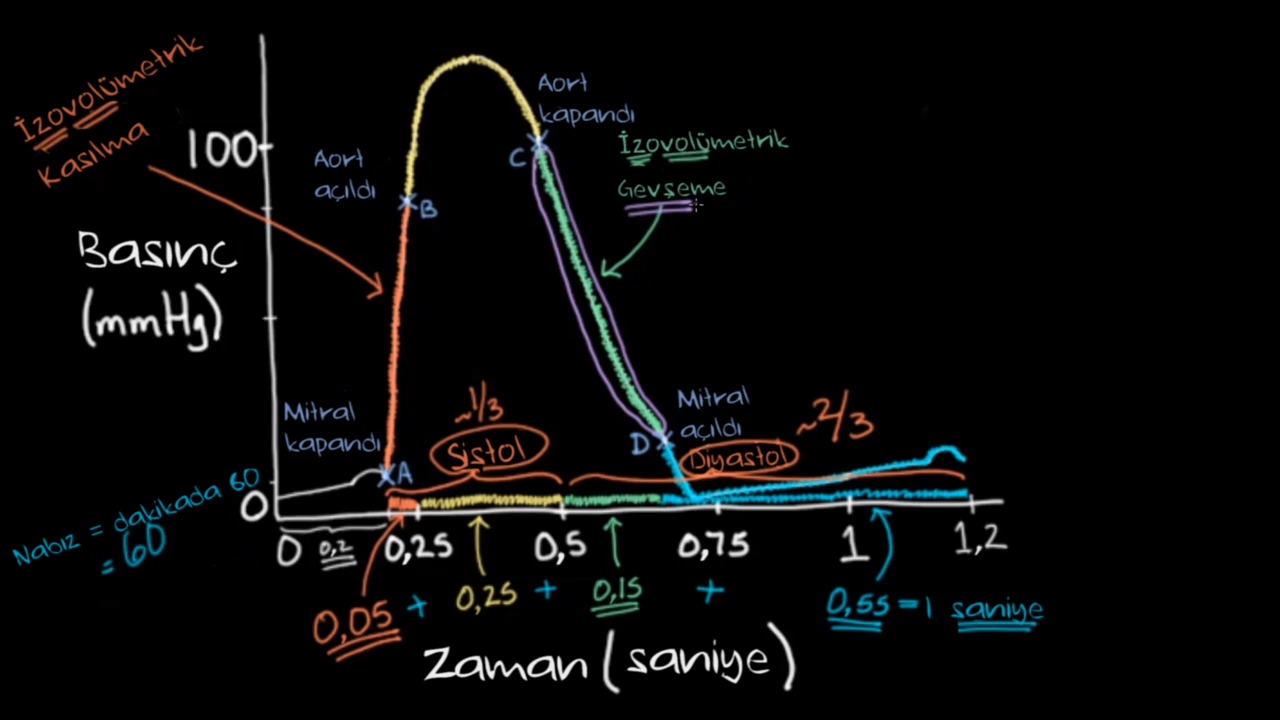 İzovolümetrik
Kasılma
100
Basınç
(mmHg)
Aort
açıldı
B
Aort
kapandı
C
İzovolümetrik
Gevseme
Mitral
kapandı
A
~1/3
Sistol
Mitral
açıldı
D
~2/3
Diyastol
0
Nabız = dakikada 60
= 60
0 0,2 0,25 0,5 0,75 1 1,2
0,05 + 0,25 + 0,15 + 0,55 = 1 saniye
Zaman (saniye)